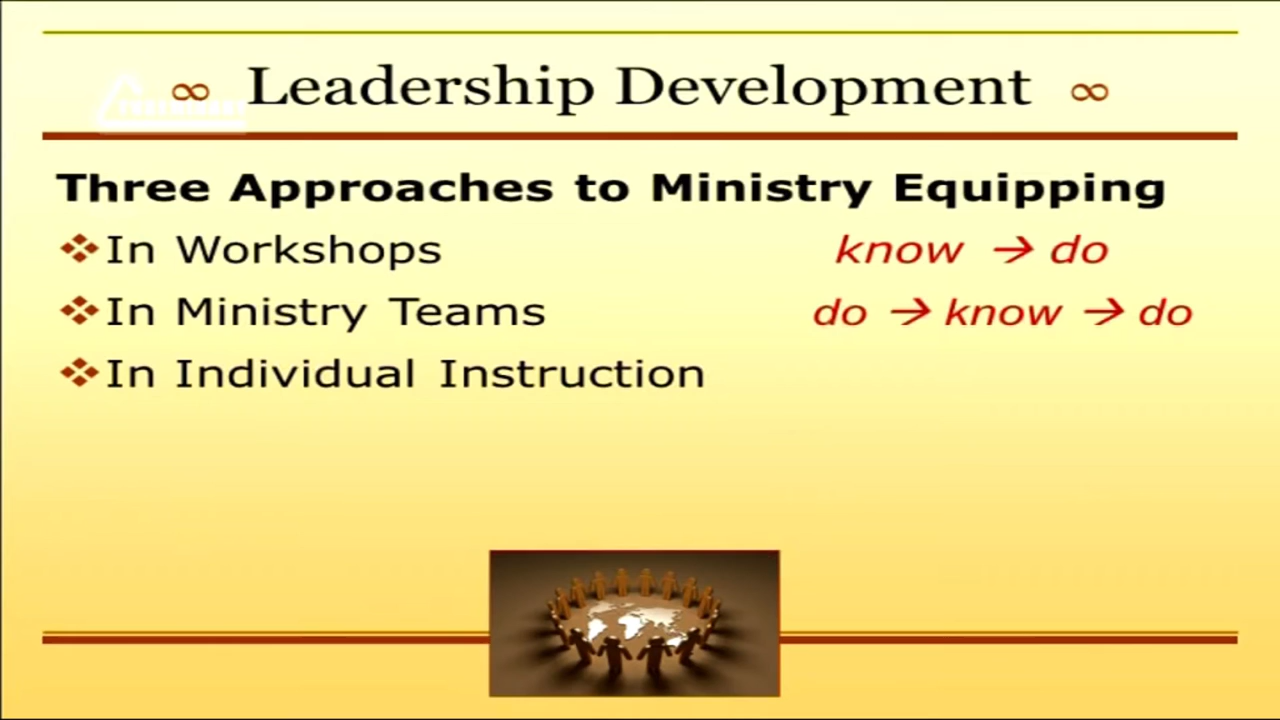 ∞ Leadership Development ∞
Three Approaches to Ministry Equipping
❖In Workshops know → do
❖In Ministry Teams do → know → do
❖In Individual Instruction